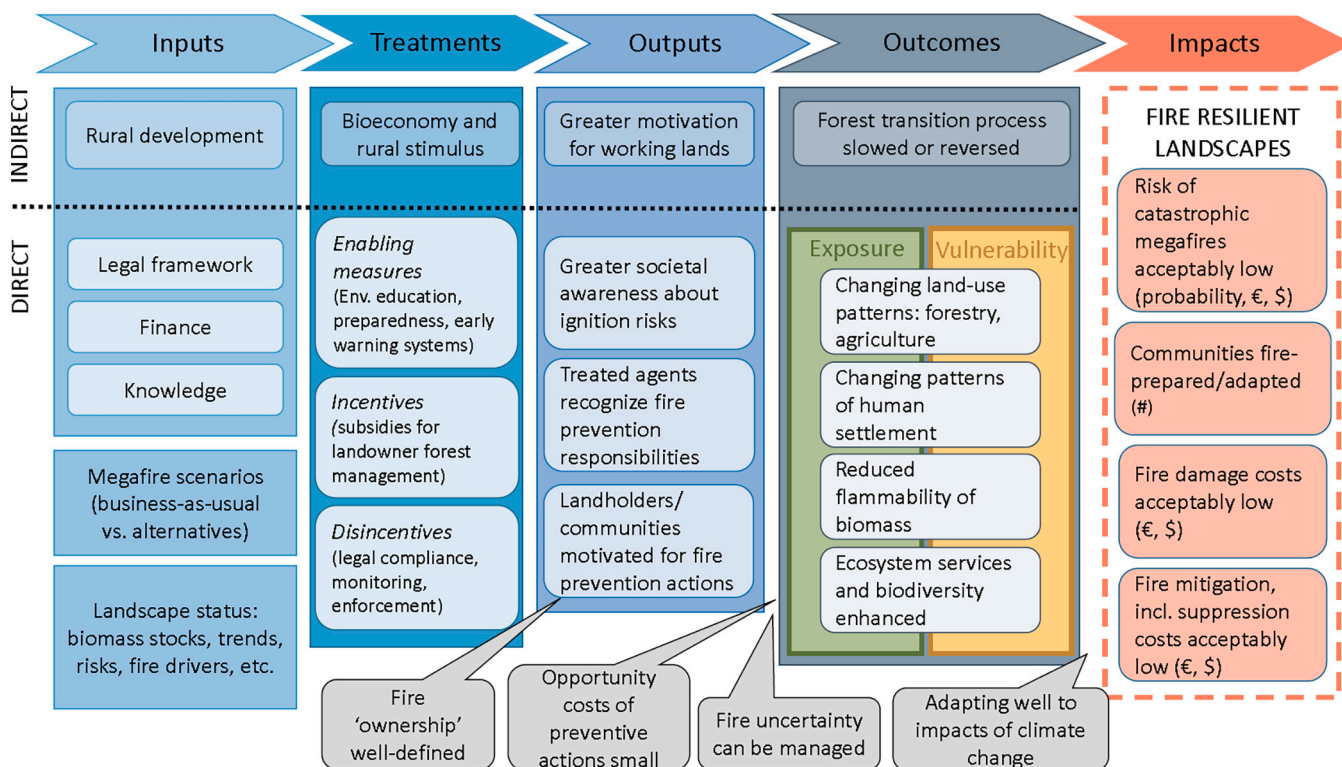 Inputs
Treatments
Outputs
Outcomes
Impacts
INDIRECT
DIRECT
Rural development
Legal framework
Finance
Knowledge
Megafire scenarios
(business-as-usual
vs. alternatives)
Landscape status:
biomass stocks, trends,
risks, fire drivers, etc.
Bioeconomy and
rural stimulus
Enabling
measures
(Env. education,
preparedness, early
warning systems)
Incentives
(subsidies for
landowner forest
management)
Disincentives
(legal compliance,
monitoring,
enforcement)
Greater motivation
for working lands
Greater societal
awareness about
ignition risks
Treated agents
recognize fire
prevention
responsibilities
Landholders/
communities
motivated for fire
prevention actions
Forest transition process
slowed or reversed
Exposure
Vulnerability
Changing land-use
patterns: forestry,
agriculture
Changing patterns
of human
settlement
Reduced
flammability of
biomass
Ecosystem services
and biodiversity
enhanced
FIRE RESILIENT
LANDSCAPES
Risk of
catastrophic
megafires
acceptably low
(probability, €, $)
Communities fire-
prepared/adapted
(#)
Fire damage costs
acceptably low
(€, $)
Fire mitigation,
incl. suppression
costs acceptably
low (€, $)
Fire
‘ownership’
well-defined
Opportunity
costs of
preventive
actions small
Fire uncertainty
can be managed
Adapting well to
impacts of climate
change